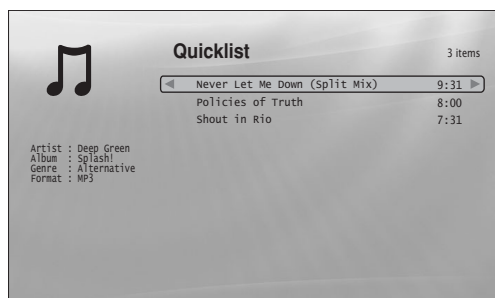 Quicklist
3 items
Never Let Me Down (Split Mix) 9:31
Policies of Truth 8:00
Shout in Rio 7:31
Artist : Deep Green
Album : Splash!
Genre : Alternative
Format : MP3